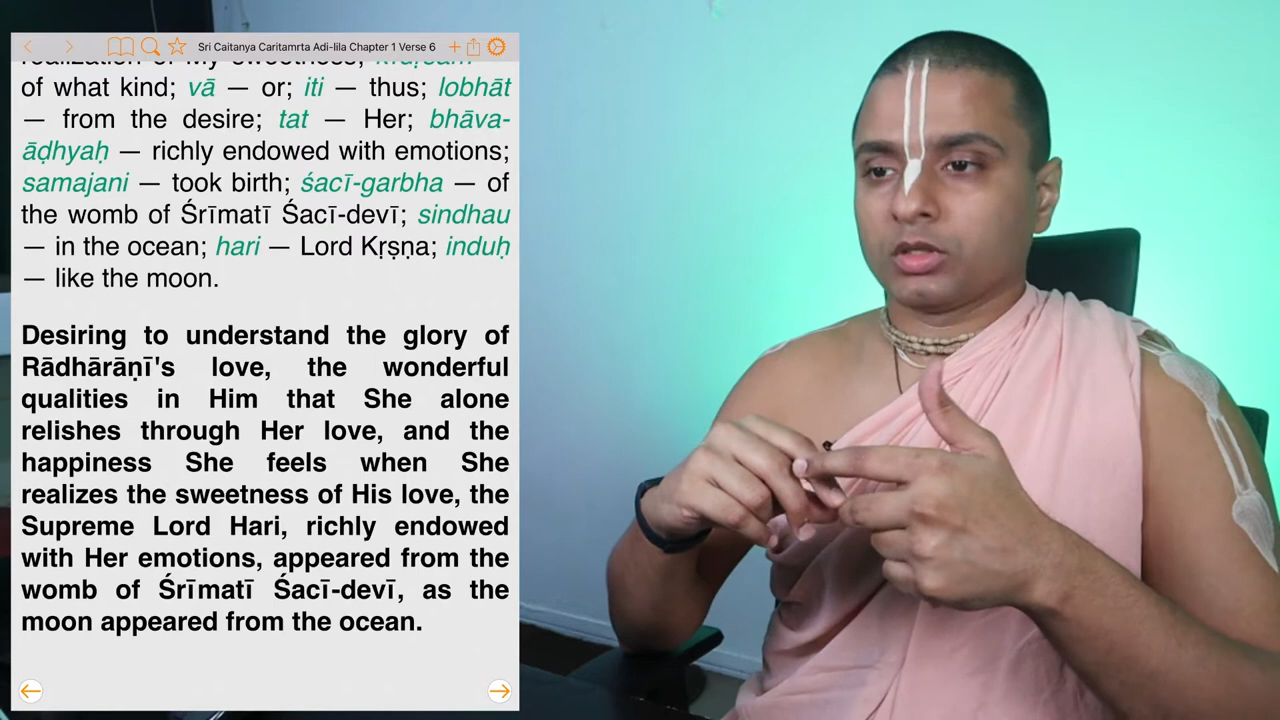 Sri Caitanya Caritamrta Adi-lila Chapter 1 Verse 6
realization of My sweetness; kīdṛśam —
of what kind; vā — or; iti — thus; lobhāt
— from the desire; tat — Her; bhāva-
āḍhyaḥ — richly endowed with emotions;
samajani — took birth; śacī-garbha — of
the womb of Śrīmatī Śacī-devī; sindhau
— in the ocean; hari — Lord Kṛṣṇa; induḥ
— like the moon.
Desiring to understand the glory of
Rādhārāṇī's love, the wonderful
qualities in Him that She alone
relishes through Her love, and the
happiness She feels when She
realizes the sweetness of His love, the
Supreme Lord Hari, richly endowed
with Her emotions, appeared from the
womb of Śrīmatī Śacī-devī, as the
moon appeared from the ocean.